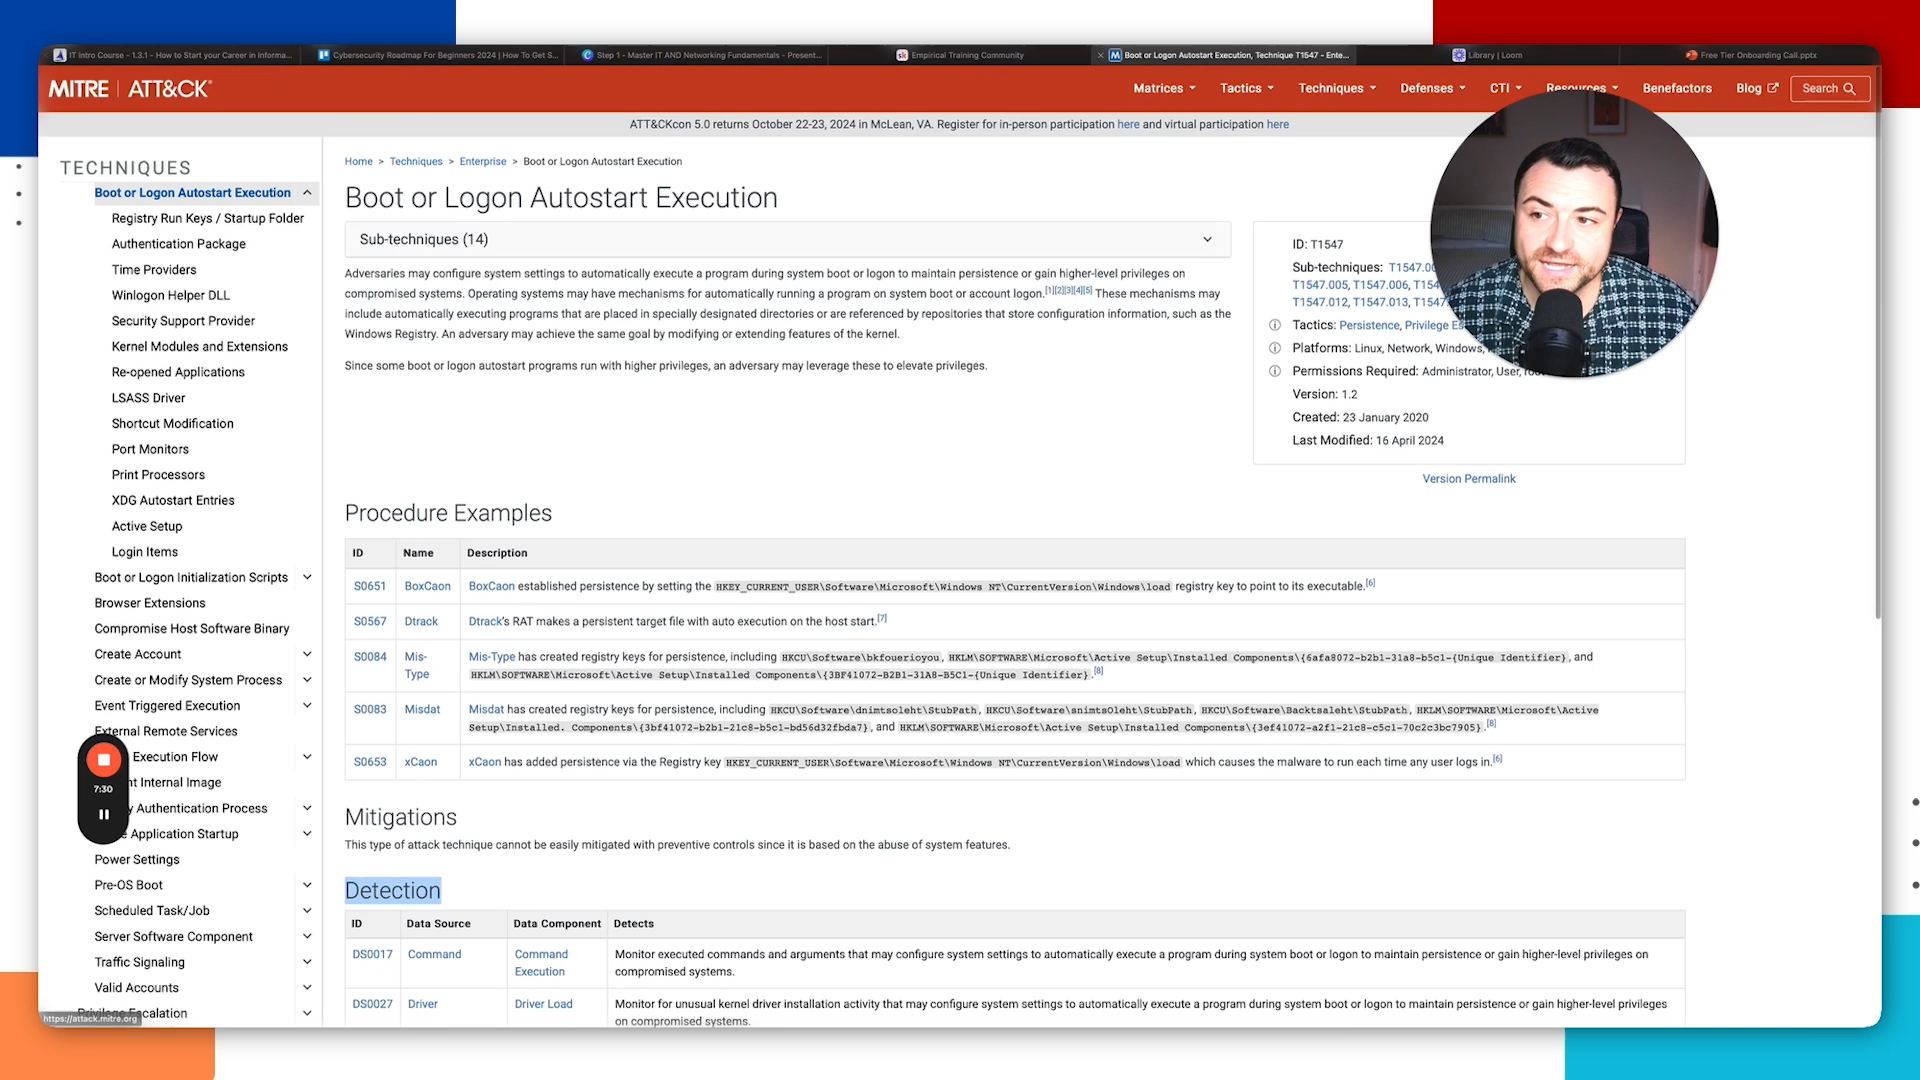 IT Intro Course - 1.3.1 - How to Start your Career in Informa...
Cybersecurity Roadmap For Beginners 2024 | How To Get S...
Step 1 - Master IT AND Networking Fundamentals - Present...
Empirical Training Community
Boot or Logon Autostart Execution, Technique T1547 - Ente...
Library | Loom
Free Tier Onboarding Call.pptx
MITRE | ATT&CK®
Matrices
Tactics
Techniques
Defenses
CTI
Resources
Benefactors
Blog
Search
ATT&CKcon 5.0 returns October 22-23, 2024 in McLean, VA. Register for in-person participation here and virtual participation here
TECHNIQUES
Boot or Logon Autostart Execution
Registry Run Keys / Startup Folder
Authentication Package
Time Providers
Winlogon Helper DLL
Security Support Provider
Kernel Modules and Extensions
Re-opened Applications
LSASS Driver
Shortcut Modification
Port Monitors
Print Processors
XDG Autostart Entries
Active Setup
Login Items
Boot or Logon Initialization Scripts
Browser Extensions
Compromise Host Software Binary
Create Account
Create or Modify System Process
Event Triggered Execution
External Remote Services
Execution Flow
Internal Image
Authentication Process
Application Startup
Power Settings
Pre-OS Boot
Scheduled Task/Job
Server Software Component
Traffic Signaling
Valid Accounts
Privilege Escalation
7:30
https://attack.mitre.org
Home > Techniques > Enterprise > Boot or Logon Autostart Execution
Boot or Logon Autostart Execution
Sub-techniques (14)
Adversaries may configure system settings to automatically execute a program during system boot or logon to maintain persistence or gain higher-level privileges on
compromised systems. Operating systems may have mechanisms for automatically running a program on system boot or account logon.[1][2][3][4][5] These mechanisms may
include automatically executing programs that are placed in specially designated directories or are referenced by repositories that store configuration information, such as the
Windows Registry. An adversary may achieve the same goal by modifying or extending features of the kernel.
Since some boot or logon autostart programs run with higher privileges, an adversary may leverage these to elevate privileges.
ID: T1547
Sub-techniques: T1547.00
T1547.005, T1547.006, T154
T1547.012, T1547.013, T1547
Tactics: Persistence, Privilege Es
Platforms: Linux, Network, Windows,
Permissions Required: Administrator, User, root
Version: 1.2
Created: 23 January 2020
Last Modified: 16 April 2024
Version Permalink
Procedure Examples
ID Name Description
S0651 BoxCaon BoxCaon established persistence by setting the HKEY_CURRENT_USER\Software\Microsoft\Windows NT\CurrentVersion\Windows\load registry key to point to its executable.[6]
S0567 Dtrack Dtrack's RAT makes a persistent target file with auto execution on the host start.[7]
S0084 Mis-Type Mis-Type has created registry keys for persistence, including HKCU\Software\bkfouerioyou, HKLM\SOFTWARE\Microsoft\Active Setup\Installed Components\{6afa8072-b2b1-31a8-b5c1-{Unique Identifier}, and
HKLM\SOFTWARE\Microsoft\Active Setup\Installed Components\{3BF41072-B2B1-31A8-B5C1-{Unique Identifier}.[8]
S0083 Misdat Misdat has created registry keys for persistence, including HKCU\Software\dnimtsoleht\StubPath, HKCU\Software\snimtsOleht\StubPath, HKCU\Software\Backtsaleht\StubPath, HKLM\SOFTWARE\Microsoft\Active
Setup\Installed. Components\{3bf41072-b2b1-21c8-b5c1-bd56d32fbda7}, and HKLM\SOFTWARE\Microsoft\Active Setup\Installed Components\{3ef41072-a2f1-21c8-c5c1-70c2c3bc7905}.[8]
S0653 xCaon xCaon has added persistence via the Registry key HKEY_CURRENT_USER\Software\Microsoft\Windows NT\CurrentVersion\Windows\load which causes the malware to run each time any user logs in.[6]
Mitigations
This type of attack technique cannot be easily mitigated with preventive controls since it is based on the abuse of system features.
Detection
ID Data Source Data Component Detects
DS0017 Command Command Execution Monitor executed commands and arguments that may configure system settings to automatically execute a program during system boot or logon to maintain persistence or gain higher-level privileges on
compromised systems.
DS0027 Driver Driver Load Monitor for unusual kernel driver installation activity that may configure system settings to automatically execute a program during system boot or logon to maintain persistence or gain higher-level privileges
on compromised systems.